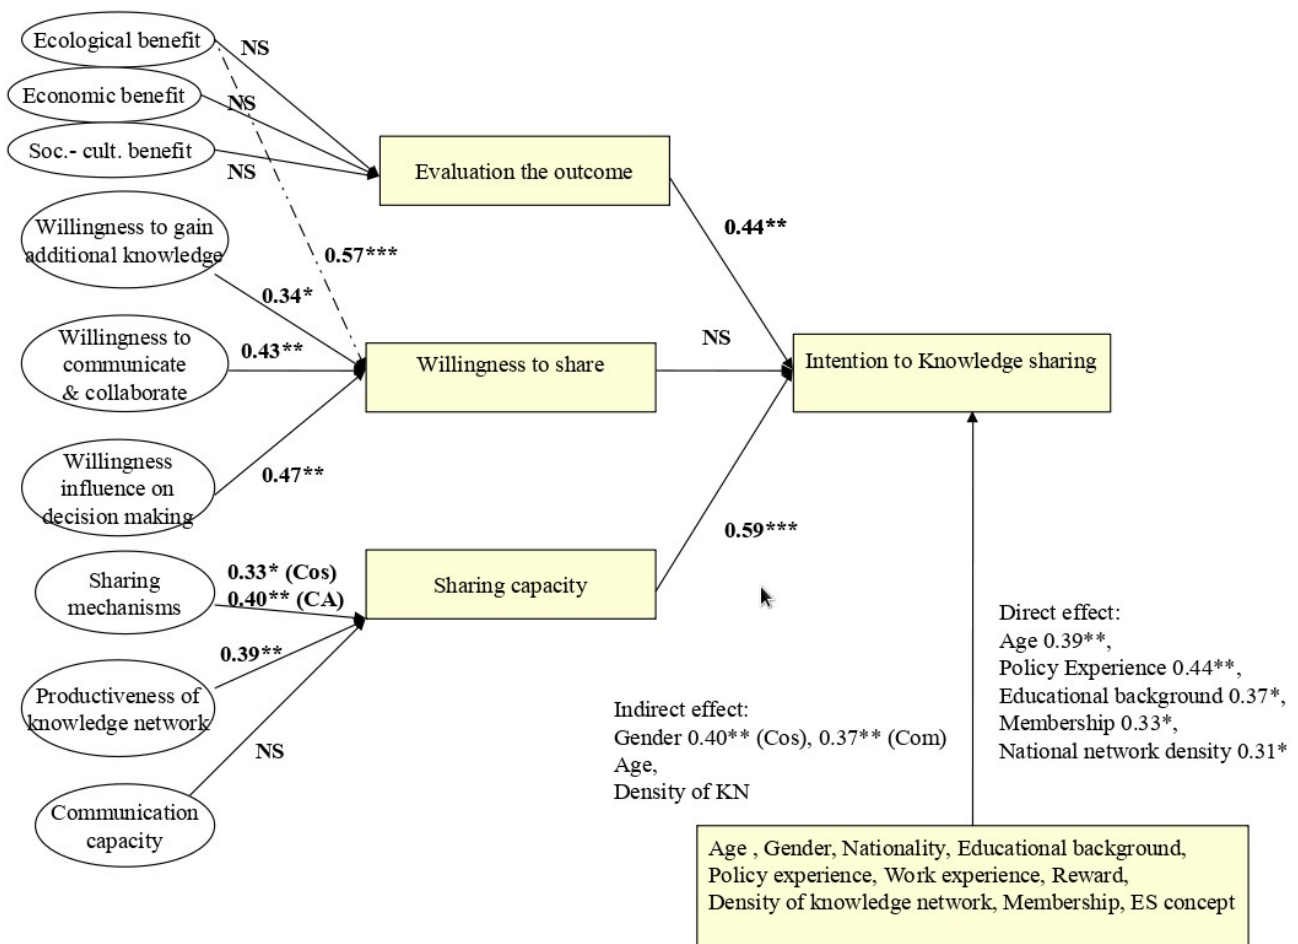 Ecological benefit
NS
Economic benefit
NS
Soc.- cult. benefit
NS
Evaluation the outcome
Willingness to gain
additional knowledge
0.57***
0.44**
0.34*
Willingness to
communicate
& collaborate
0.43**
Willingness to share
NS
Intention to Knowledge sharing
Willingness
influence on
decision making
0.47**
0.59***
Sharing
mechanisms
0.33* (Cos)
0.40** (CA)
Sharing capacity
0.39**
Productiveness of
knowledge network
NS
Communication
capacity
Indirect effect:
Gender 0.40** (Cos), 0.37** (Com)
Age,
Density of KN
Direct effect:
Age 0.39**,
Policy Experience 0.44**,
Educational background 0.37*,
Membership 0.33*,
National network density 0.31*
Age , Gender, Nationality, Educational background,
Policy experience, Work experience, Reward,
Density of knowledge network, Membership, ES concept